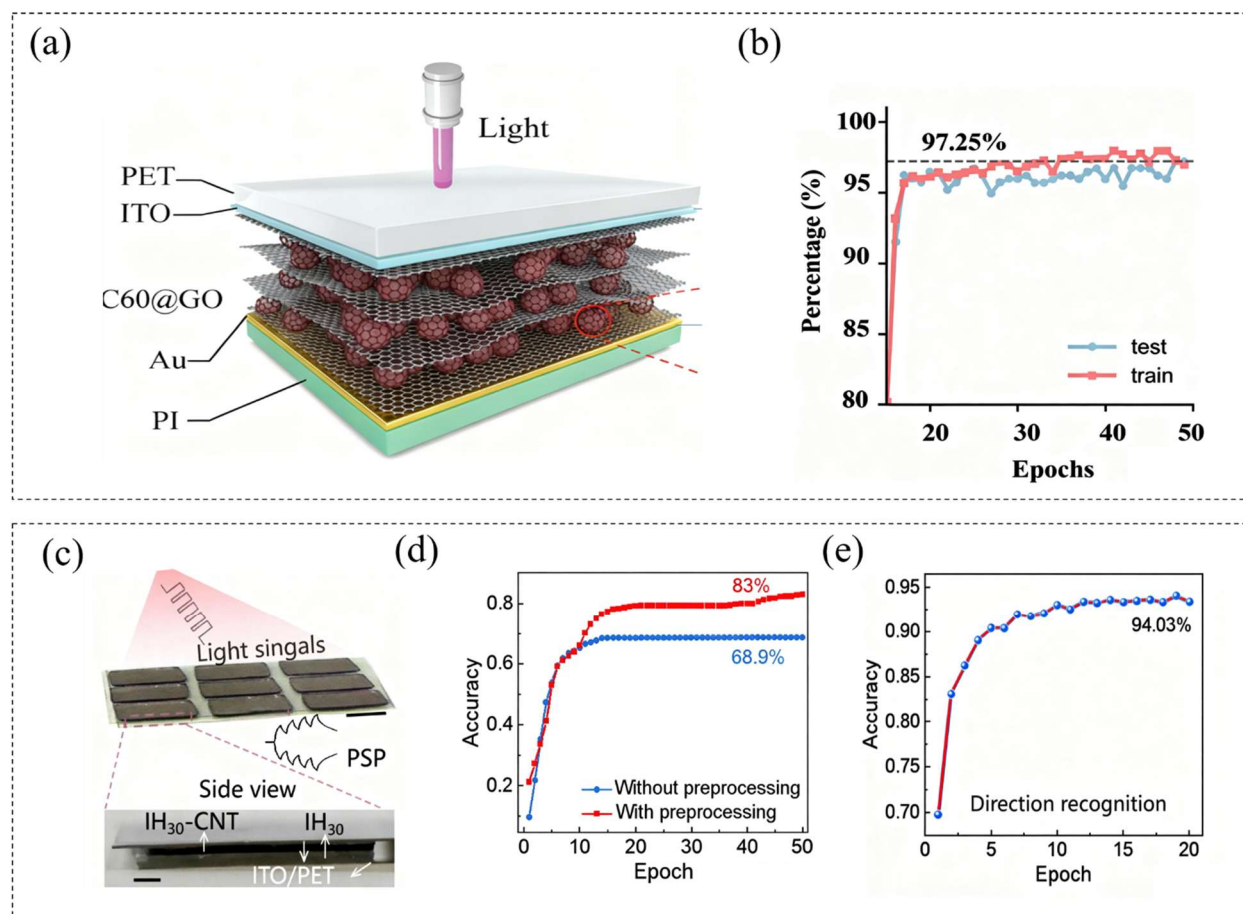 (a)
Light
PET
ITO
C60@GO
Au
PI
(b)
100
95
90
85
80
Percentage (%)
97.25%
test
train
20
30
40
50
Epochs
(c)
Light singals
PSP
Side view
IH30-CNT
IH30
ITO/PET
(d)
0.8
0.6
0.4
0.2
Accuracy
83%
68.9%
Without preprocessing
With preprocessing
0
10
20
30
40
50
Epoch
(e)
0.95
0.90
0.85
0.80
0.75
0.70
Accuracy
94.03%
Direction recognition
0
5
10
15
20
Epoch